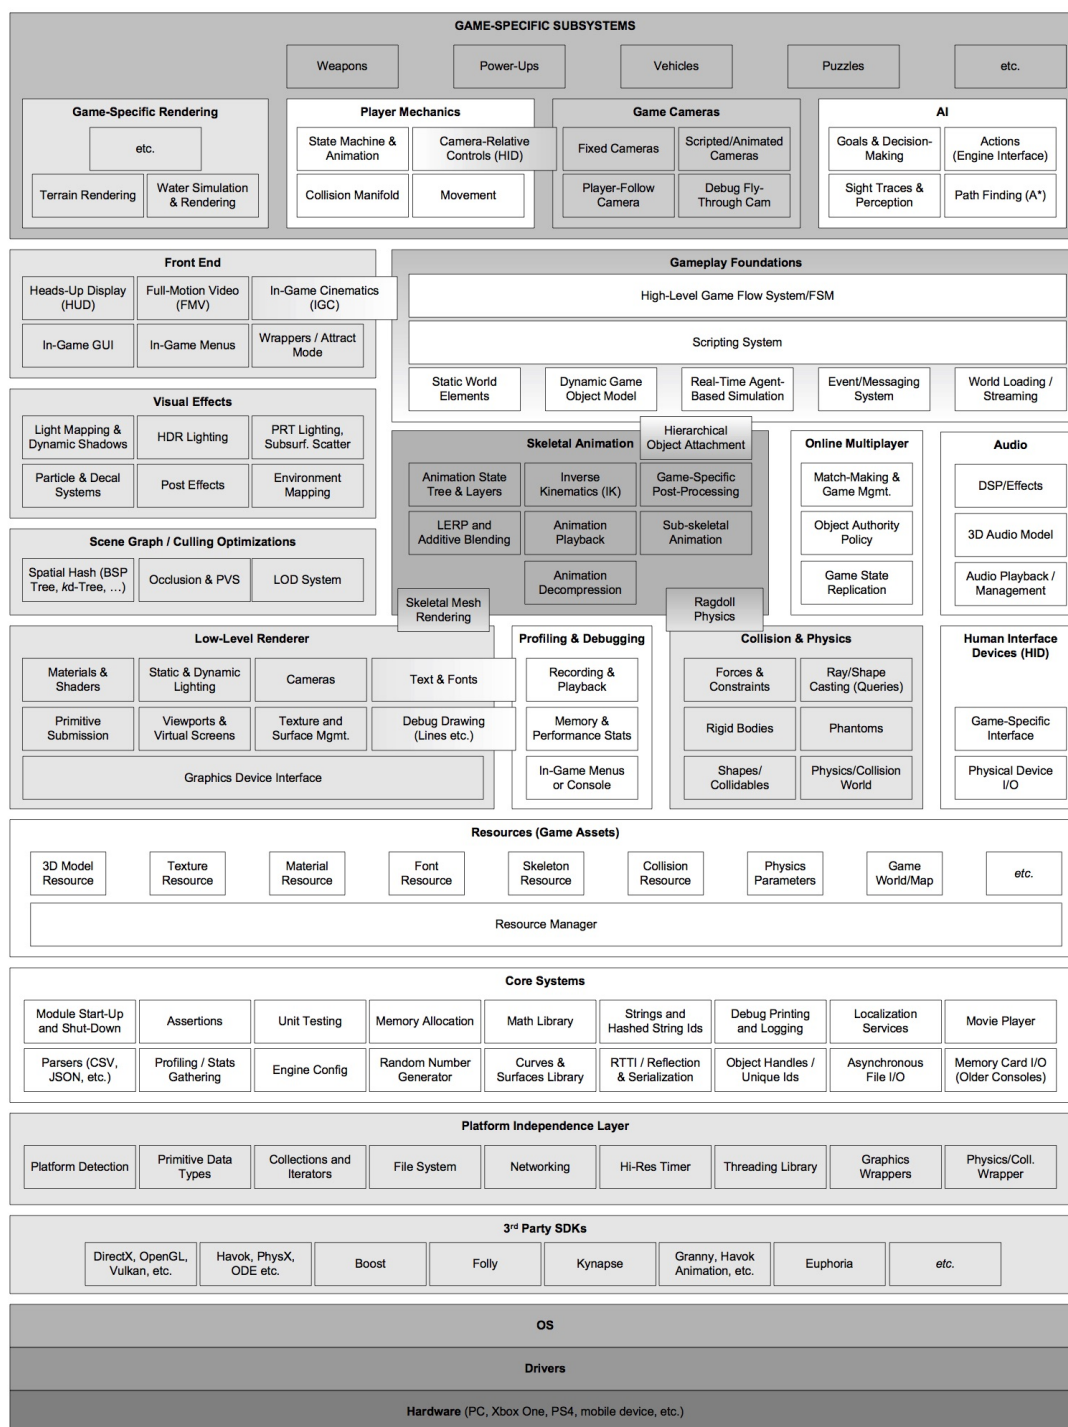 GAME-SPECIFIC SUBSYSTEMS
Weapons
Power-Ups
Vehicles
Puzzles
etc.
Game-Specific Rendering
etc.
Terrain Rendering
Water Simulation
& Rendering
Player Mechanics
State Machine &
Animation
Camera-Relative
Controls (HID)
Collision Manifold
Movement
Game Cameras
Fixed Cameras
Scripted/Animated
Cameras
Player-Follow
Camera
Debug Fly-
Through Cam
AI
Goals & Decision-
Making
Actions
(Engine Interface)
Sight Traces &
Perception
Path Finding (A*)
Front End
Heads-Up Display
(HUD)
Full-Motion Video
(FMV)
In-Game Cinematics
(IGC)
In-Game GUI
In-Game Menus
Wrappers / Attract
Mode
Gameplay Foundations
High-Level Game Flow System/FSM
Scripting System
Static World
Elements
Dynamic Game
Object Model
Real-Time Agent-
Based Simulation
Event/Messaging
System
World Loading /
Streaming
Visual Effects
Light Mapping &
Dynamic Shadows
HDR Lighting
PRT Lighting,
Subsurf. Scatter
Particle & Decal
Systems
Post Effects
Environment
Mapping
Skeletal Animation
Hierarchical
Object Attachment
Animation State
Tree & Layers
Inverse
Kinematics (IK)
Game-Specific
Post-Processing
LERP and
Additive Blending
Animation
Playback
Sub-skeletal
Animation
Animation
Decompression
Online Multiplayer
Match-Making &
Game Mgmt.
Object Authority
Policy
Game State
Replication
Audio
DSP/Effects
3D Audio Model
Audio Playback /
Management
Scene Graph / Culling Optimizations
Spatial Hash (BSP
Tree, kd-Tree, …)
Occlusion & PVS
LOD System
Skeletal Mesh
Rendering
Ragdoll
Physics
Low-Level Renderer
Materials &
Shaders
Static & Dynamic
Lighting
Cameras
Text & Fonts
Primitive
Submission
Viewports &
Virtual Screens
Texture and
Surface Mgmt.
Debug Drawing
(Lines etc.)
Graphics Device Interface
Profiling & Debugging
Recording &
Playback
Memory &
Performance Stats
In-Game Menus
or Console
Collision & Physics
Forces &
Constraints
Ray/Shape
Casting (Queries)
Rigid Bodies
Phantoms
Shapes/
Collidables
Physics/Collision
World
Human Interface
Devices (HID)
Game-Specific
Interface
Physical Device
I/O
Resources (Game Assets)
3D Model
Resource
Texture
Resource
Material
Resource
Font
Resource
Skeleton
Resource
Collision
Resource
Physics
Parameters
Game
World/Map
etc.
Resource Manager
Core Systems
Module Start-Up
and Shut-Down
Assertions
Unit Testing
Memory Allocation
Math Library
Strings and
Hashed String Ids
Debug Printing
and Logging
Localization
Services
Movie Player
Parsers (CSV,
JSON, etc.)
Profiling / Stats
Gathering
Engine Config
Random Number
Generator
Curves &
Surfaces Library
RTTI / Reflection
& Serialization
Object Handles /
Unique Ids
Asynchronous
File I/O
Memory Card I/O
(Older Consoles)
Platform Independence Layer
Platform Detection
Primitive Data
Types
Collections and
Iterators
File System
Networking
Hi-Res Timer
Threading Library
Graphics
Wrappers
Physics/Coll.
Wrapper
3rd Party SDKs
DirectX, OpenGL,
Vulkan, etc.
Havok, PhysX,
ODE etc.
Boost
Folly
Kynapse
Granny, Havok
Animation, etc.
Euphoria
etc.
OS
Drivers
Hardware (PC, Xbox One, PS4, mobile device, etc.)